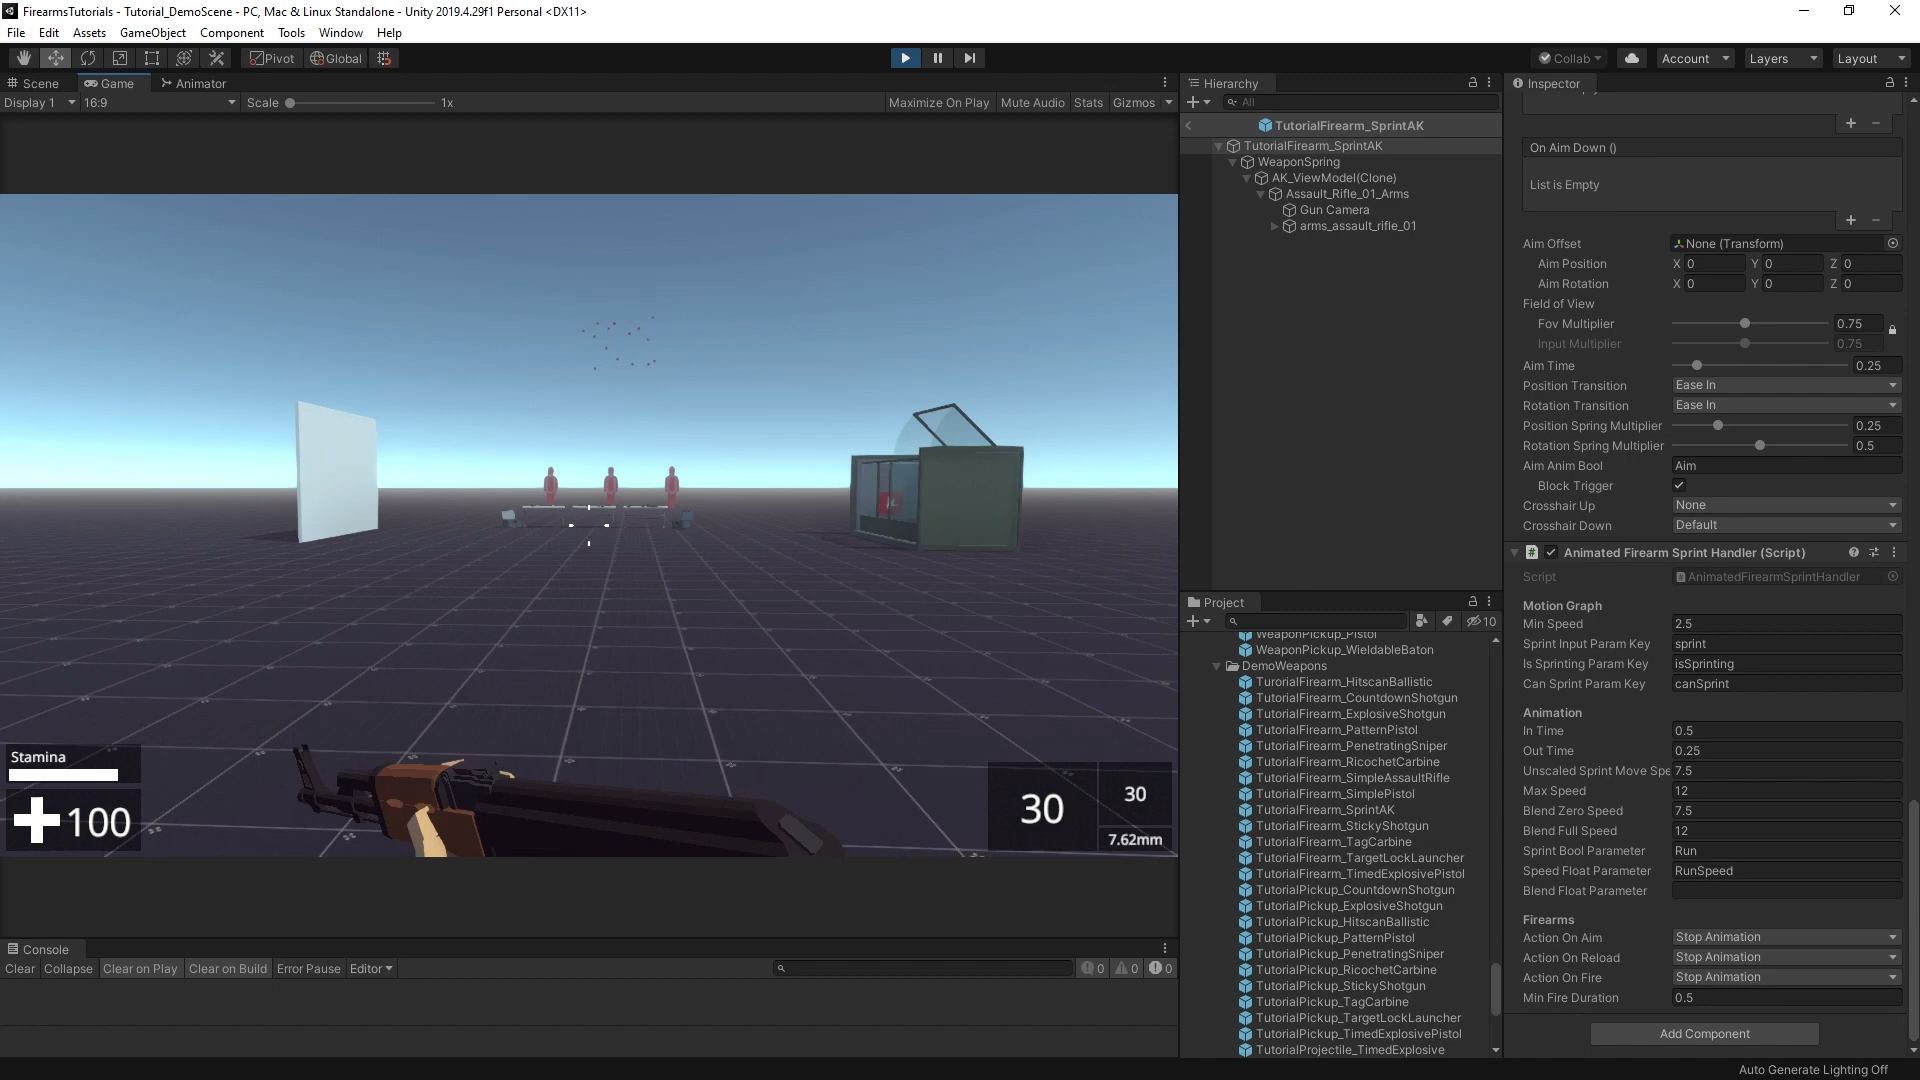 FirearmsTutorials - Tutorial_DemoScene - PC, Mac & Linux Standalone - Unity 2019.4.29f1 Personal <DX11>
File Edit Assets GameObject Component Tools Window Help
Pivot Global
Collab Account Layers Layout
Scene Game Animator
Display 1 16:9 Scale 1x Maximize On Play Mute Audio Stats Gizmos
Stamina
100
30
30
7.62mm
Console
Clear Collapse Clear on Play Clear on Build Error Pause Editor 0 0 0
Hierarchy
All
TutorialFirearm_SprintAK
TutorialFirearm_SprintAK
WeaponSpring
AK_ViewModel(Clone)
Assault_Rifle_01_Arms
Gun Camera
arms_assault_rifle_01
Project
10
WeaponPickup_Pistol
WeaponPickup_WieldableBaton
DemoWeapons
TurorialFirearm_HitscanBallistic
TutorialFirearm_CountdownShotgun
TutorialFirearm_ExplosiveShotgun
TutorialFirearm_PatternPistol
TutorialFirearm_PenetratingSniper
TutorialFirearm_RicochetCarbine
TutorialFirearm_SimpleAssaultRifle
TutorialFirearm_SimplePistol
TutorialFirearm_SprintAK
TutorialFirearm_StickyShotgun
TutorialFirearm_TagCarbine
TutorialFirearm_TargetLockLauncher
TutorialFirearm_TimedExplosivePistol
TutorialPickup_CountdownShotgun
TutorialPickup_ExplosiveShotgun
TutorialPickup_HitscanBallistic
TutorialPickup_PatternPistol
TutorialPickup_PenetratingSniper
TutorialPickup_RicochetCarbine
TutorialPickup_StickyShotgun
TutorialPickup_TagCarbine
TutorialPickup_TargetLockLauncher
TutorialPickup_TimedExplosivePistol
TutorialProjectile_TimedExplosive
Inspector
On Aim Down ()
List is Empty
Aim Offset None (Transform)
Aim Position X 0 Y 0 Z 0
Aim Rotation X 0 Y 0 Z 0
Field of View
Fov Multiplier 0.75
Input Multiplier 0.75
Aim Time 0.25
Position Transition Ease In
Rotation Transition Ease In
Position Spring Multiplier 0.25
Rotation Spring Multiplier 0.5
Aim Anim Bool Aim
Block Trigger
Crosshair Up None
Crosshair Down Default
Animated Firearm Sprint Handler (Script)
Script AnimatedFirearmSprintHandler
Motion Graph
Min Speed 2.5
Sprint Input Param Key sprint
Is Sprinting Param Key isSprinting
Can Sprint Param Key canSprint
Animation
In Time 0.5
Out Time 0.25
Unscaled Sprint Move Spe 7.5
Max Speed 12
Blend Zero Speed 7.5
Blend Full Speed 12
Sprint Bool Parameter Run
Speed Float Parameter RunSpeed
Blend Float Parameter
Firearms
Action On Aim Stop Animation
Action On Reload Stop Animation
Action On Fire Stop Animation
Min Fire Duration 0.5
Add Component
Auto Generate Lighting Off